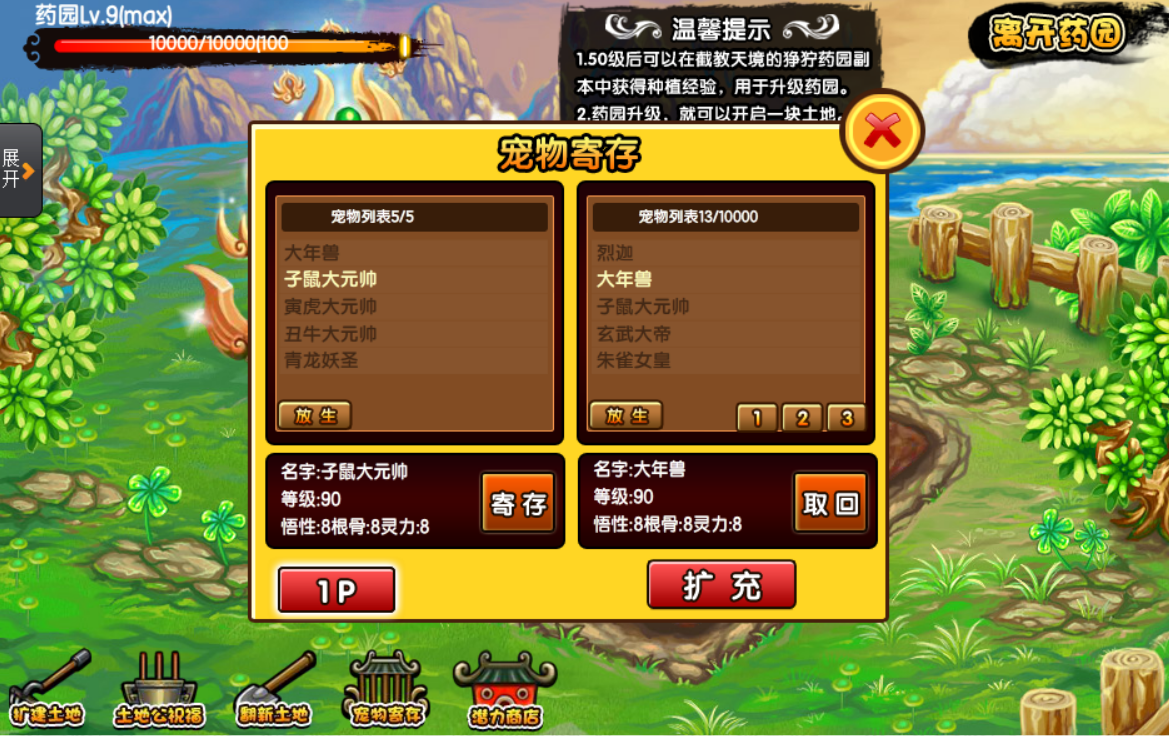 药园Lv.9(max)
10000/10000(100
温馨提示
1.50级后可以在截教天境的狰狞药园副
本中获得种植经验，用于升级药园。
2.药园升级，就可以开启一块土地。
离开药园
展开
宠物寄存
宠物列表5/5
大年兽
子鼠大元帅
寅虎大元帅
丑牛大元帅
青龙妖圣
放生
宠物列表13/10000
烈迦
大年兽
子鼠大元帅
玄武大帝
朱雀女皇
放生
1 2 3
名字:子鼠大元帅
等级:90
悟性:8根骨:8灵力:8
寄存
名字:大年兽
等级:90
悟性:8根骨:8灵力:8
取回
1P
扩充
扩建土地
土地公祝福
翻新土地
宠物寄存
潜力商店